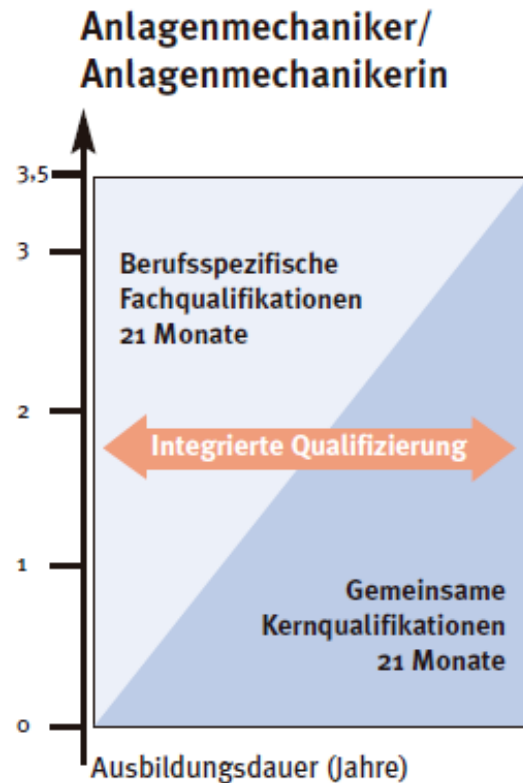 Anlagenmechaniker/
Anlagenmechanikerin
3,5
3
Berufsspezifische
Fachqualifikationen
21 Monate
2
Integrierte Qualifizierung
1
Gemeinsame
Kernqualifikationen
21 Monate
0
Ausbildungsdauer (Jahre)